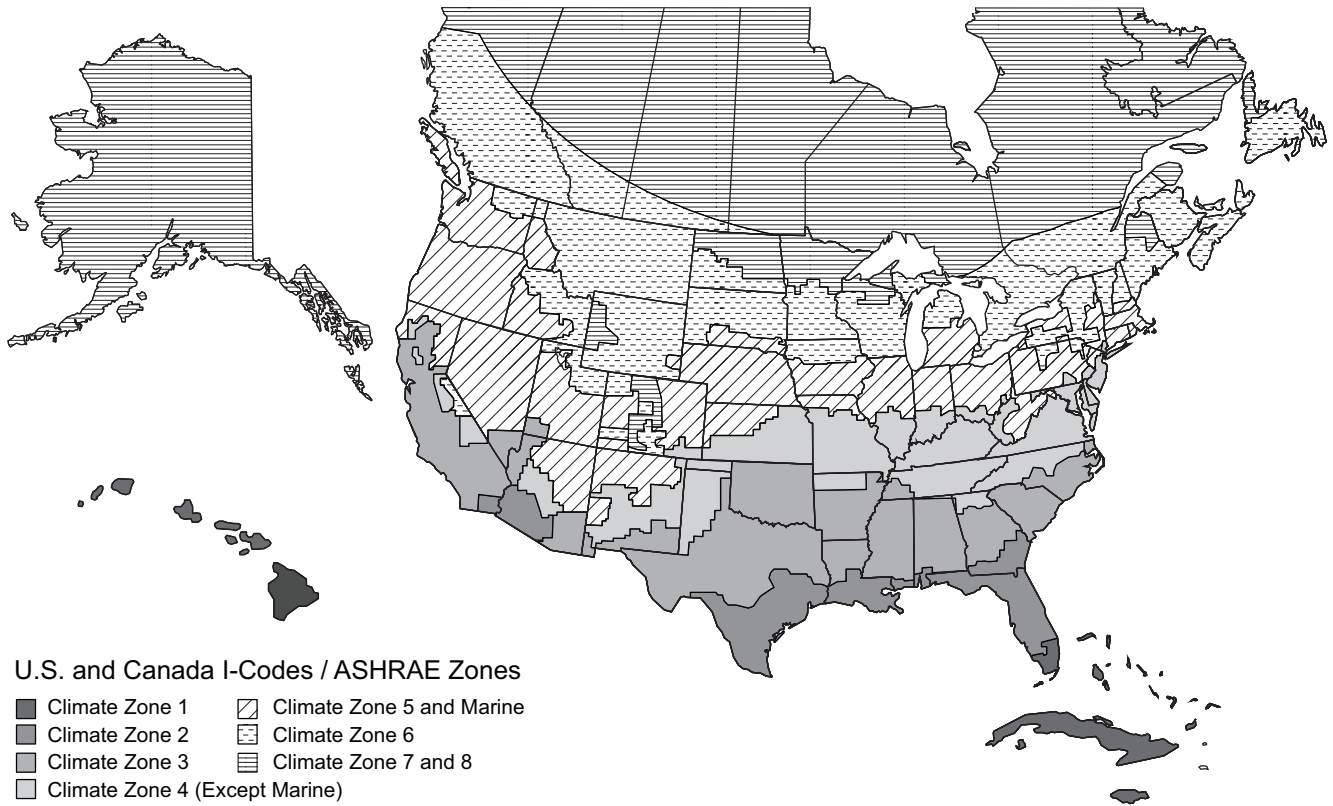 U.S. and Canada I-Codes / ASHRAE Zones
Climate Zone 1
Climate Zone 2
Climate Zone 3
Climate Zone 4 (Except Marine)
Climate Zone 5 and Marine
Climate Zone 6
Climate Zone 7 and 8